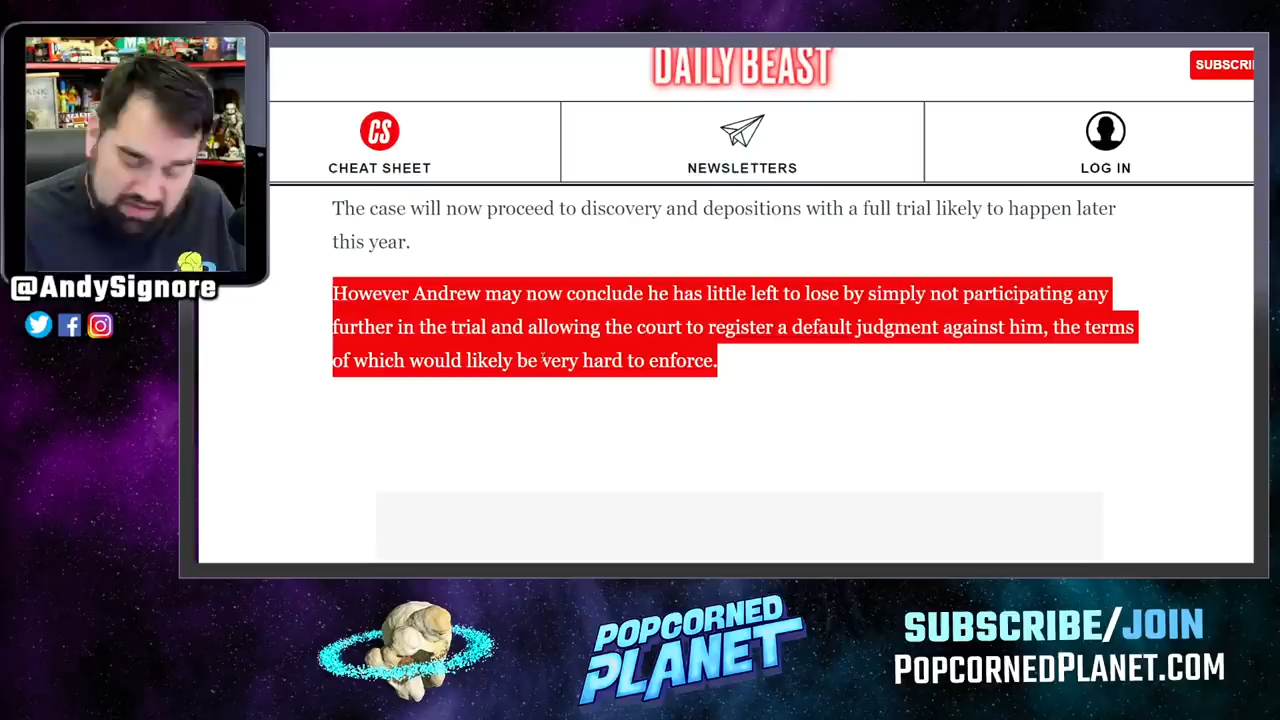 DAILY BEAST
SUBSCRI
CS
CHEAT SHEET
NEWSLETTERS
LOG IN
The case will now proceed to discovery and depositions with a full trial likely to happen later
this year.
However Andrew may now conclude he has little left to lose by simply not participating any
further in the trial and allowing the court to register a default judgment against him, the terms
of which would likely be very hard to enforce.
@AndySignore
POPCORNED
PLANET
SUBSCRIBE/JOIN
POPCORNEDPLANET.COM